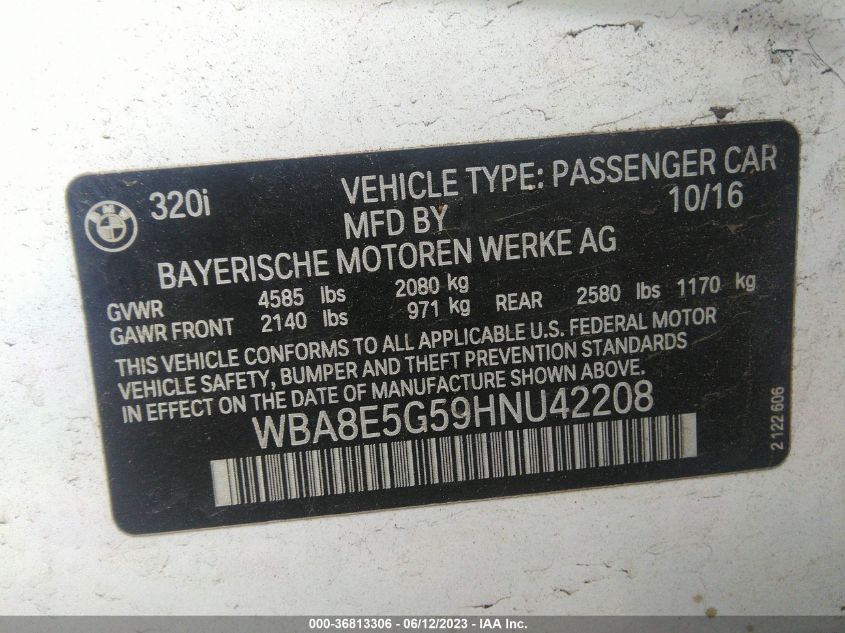 320i VEHICLE TYPE: PASSENGER CAR
MFD BY 10/16
BAYERISCHE MOTOREN WERKE AG
GVWR 4585 lbs 2080 kg
GAWR FRONT 2140 lbs 971 kg REAR 2580 lbs 1170 kg
THIS VEHICLE CONFORMS TO ALL APPLICABLE U.S. FEDERAL MOTOR
VEHICLE SAFETY, BUMPER AND THEFT PREVENTION STANDARDS
IN EFFECT ON THE DATE OF MANUFACTURE SHOWN ABOVE.
WBA8E5G59HNU42208
2 122 606
000-36813306 - 06/12/2023 - IAA Inc.